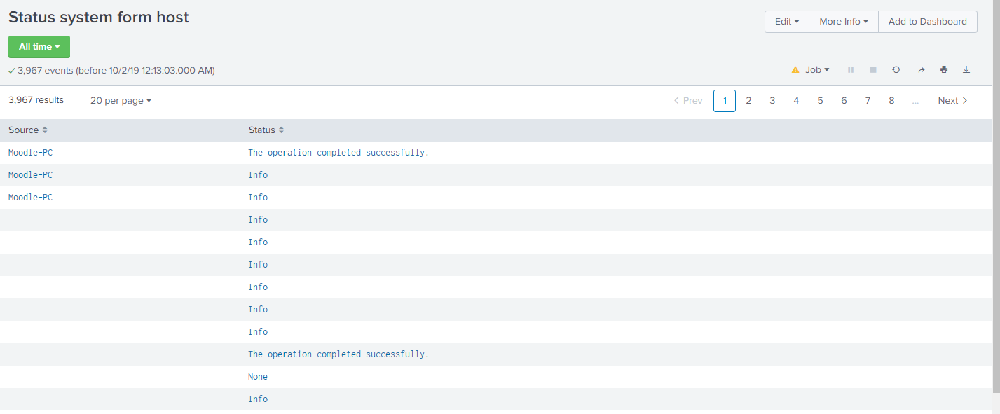 Status system form host
Edit More Info Add to Dashboard
All time
3,967 events (before 10/2/19 12:13:03.000 AM)
Job
3,967 results 20 per page Prev 1 2 3 4 5 6 7 8 ... Next
Source Status
Moodle-PC The operation completed successfully.
Moodle-PC Info
Moodle-PC Info
Info
Info
Info
Info
Info
Info
The operation completed successfully.
None
Info